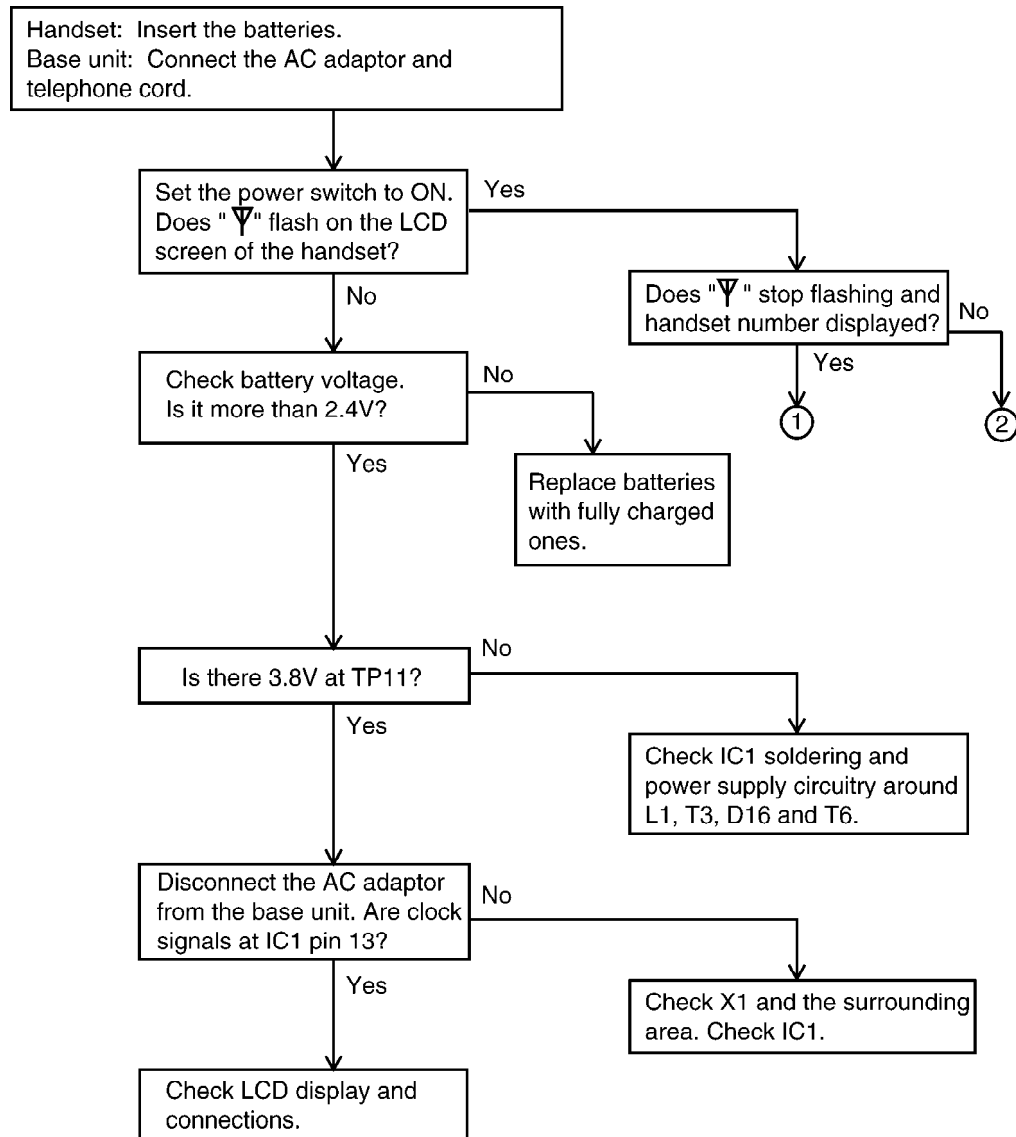 Handset: Insert the batteries.
Base unit: Connect the AC adaptor and
telephone cord.
Set the power switch to ON.
Does " " flash on the LCD
screen of the handset?
Yes
No
Does " " stop flashing and
handset number displayed?
No
Yes
1
2
Check battery voltage.
Is it more than 2.4V?
No
Yes
Replace batteries
with fully charged
ones.
Is there 3.8V at TP11?
No
Yes
Check IC1 soldering and
power supply circuitry around
L1, T3, D16 and T6.
Disconnect the AC adaptor
from the base unit. Are clock
signals at IC1 pin 13?
No
Yes
Check X1 and the surrounding
area. Check IC1.
Check LCD display and
connections.